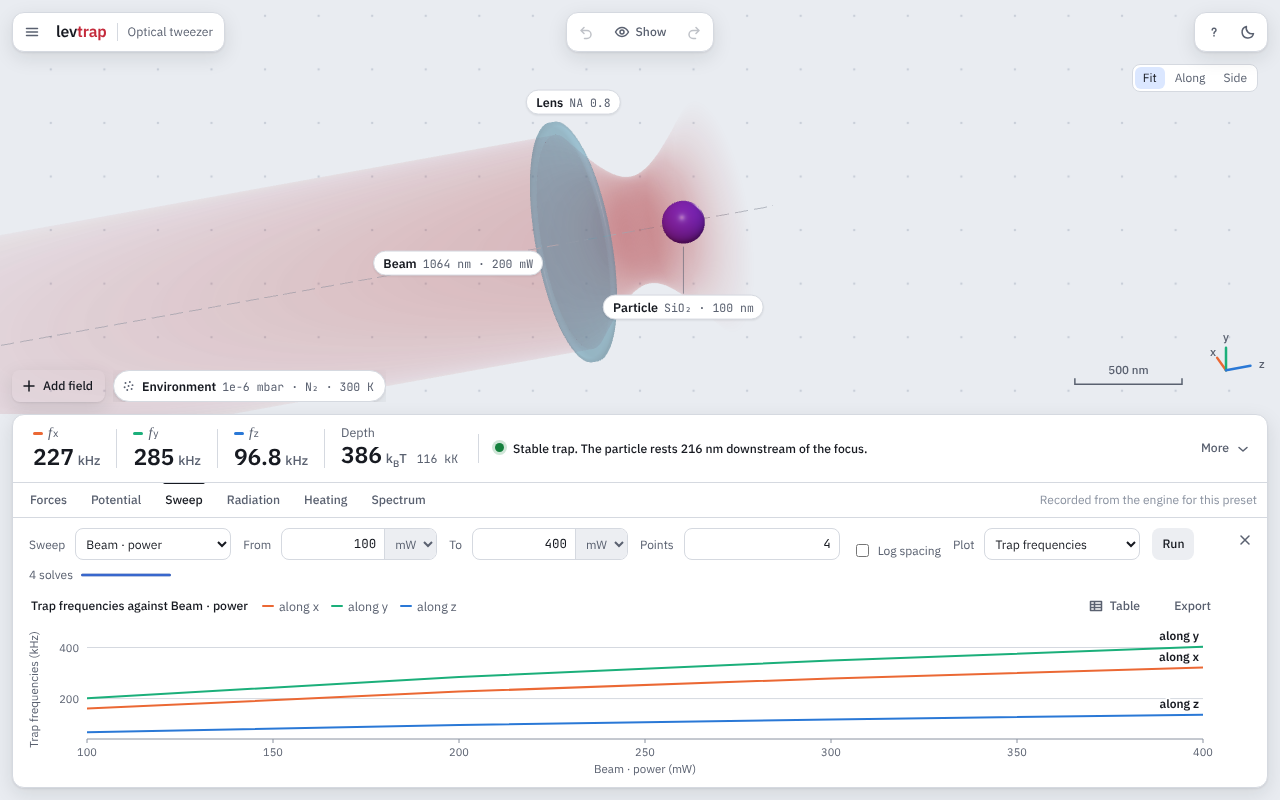 levtrap Optical tweezer
Show
?
Fit Along Side
Lens NA 0.8
Beam 1064 nm · 200 mW
Particle SiO₂ · 100 nm
y
x
z
500 nm
Add field
Environment 1e-6 mbar · N₂ · 300 K
fx
227 kHz
fy
285 kHz
fz
96.8 kHz
Depth
386 kBT 116 kK
Stable trap. The particle rests 216 nm downstream of the focus.
More
Forces Potential Sweep Radiation Heating Spectrum
Recorded from the engine for this preset
Sweep Beam · power From 100 mW To 400 mW Points 4 Log spacing Plot Trap frequencies Run
4 solves
Trap frequencies against Beam · power along x along y along z
Table Export
Trap frequencies (kHz)
400
200
along y
along x
along z
100 150 200 250 300 350 400
Beam · power (mW)